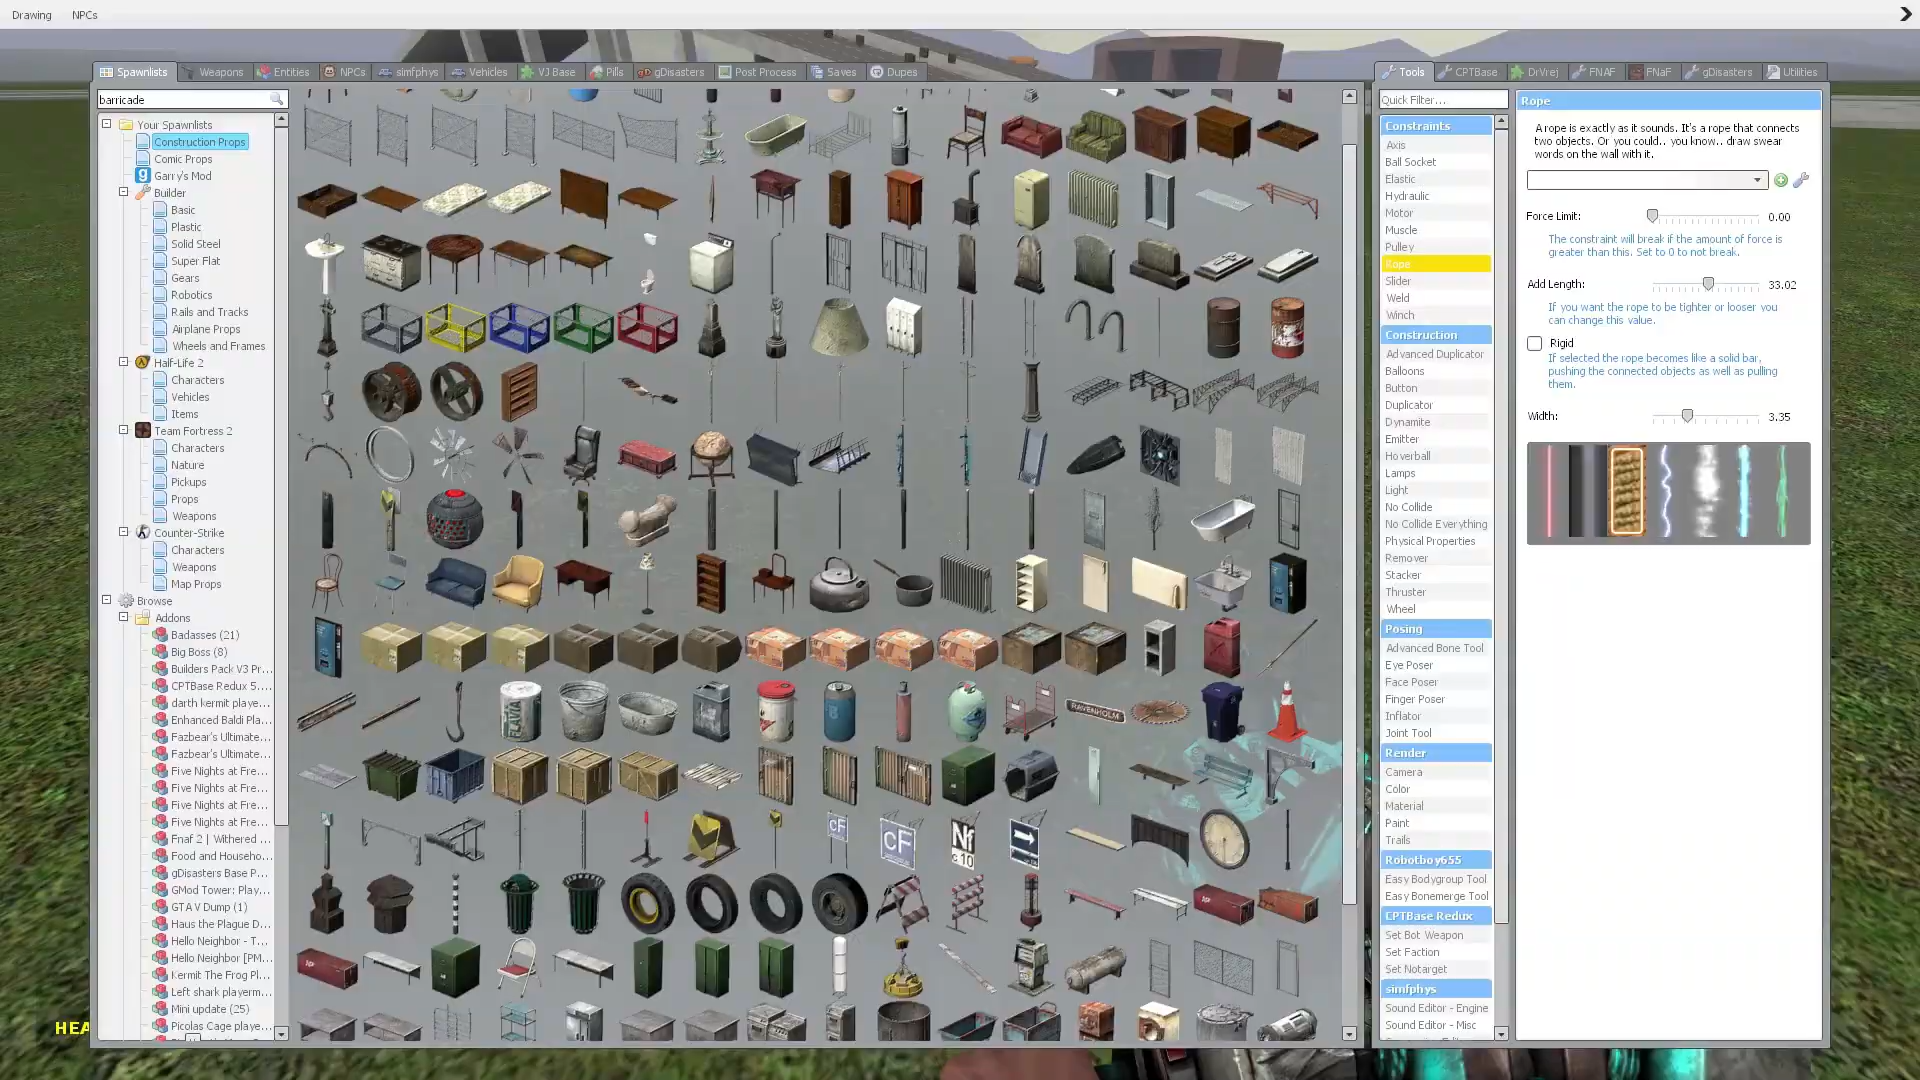 Drawing NPCs
Spawnlists Weapons Entities NPCs simfphys Vehicles VJ Base Pills gDisasters Post Process Saves Dupes
barricade
Your Spawnlists
Construction Props
Comic Props
Garry's Mod
Builder
Basic
Plastic
Solid Steel
Super Flat
Gears
Robotics
Rails and Tracks
Airplane Props
Wheels and Frames
Half-Life 2
Characters
Vehicles
Items
Team Fortress 2
Characters
Nature
Pickups
Props
Weapons
Counter-Strike
Characters
Weapons
Map Props
Browse
Addons
Badasses (21)
Big Boss (8)
Builders Pack V3 Pr...
CPTBase Redux 5....
darth kermit playe...
Enhanced Baldi Pla...
Fazbear's Ultimate...
Fazbear's Ultimate...
Five Nights at Fre...
Five Nights at Fre...
Five Nights at Fre...
Five Nights at Fre...
Fnaf 2 | Withered ...
Food and Househo...
gDisasters Base P...
GMod Tower: Play...
GTA V Dump (1)
Haus the Plague D...
Hello Neighbor - T...
Hello Neighbor [PM...
Kermit The Frog Pl...
Left shark playerm...
Mini update (25)
Picolas Cage playe...
HEA
RAVENHOLM
cF
cF
Nf
c 10
Tools CPTBase DrVrej FNAF FNaF gDisasters Utilities
Quick Filter...
Constraints
Axis
Ball Socket
Elastic
Hydraulic
Motor
Muscle
Pulley
Rope
Slider
Weld
Winch
Construction
Advanced Duplicator
Balloons
Button
Duplicator
Dynamite
Emitter
Hoverball
Lamps
Light
No Collide
No Collide Everything
Physical Properties
Remover
Stacker
Thruster
Wheel
Posing
Advanced Bone Tool
Eye Poser
Face Poser
Finger Poser
Inflator
Joint Tool
Render
Camera
Color
Material
Paint
Trails
Robotboy655
Easy Bodygroup Tool
Easy Bonemerge Tool
CPTBase Redux
Set Bot Weapon
Set Faction
Set Notarget
simfphys
Sound Editor - Engine
Sound Editor - Misc
Rope
A rope is exactly as it sounds. It's a rope that connects
two objects. Or you could.. you know.. draw swear
words on the wall with it.
Force Limit: 0.00
The constraint will break if the amount of force is
greater than this. Set to 0 to not break.
Add Length: 33.02
If you want the rope to be tighter or looser you
can change this value.
Rigid
If selected the rope becomes like a solid bar,
pushing the connected objects as well as pulling
them.
Width: 3.35